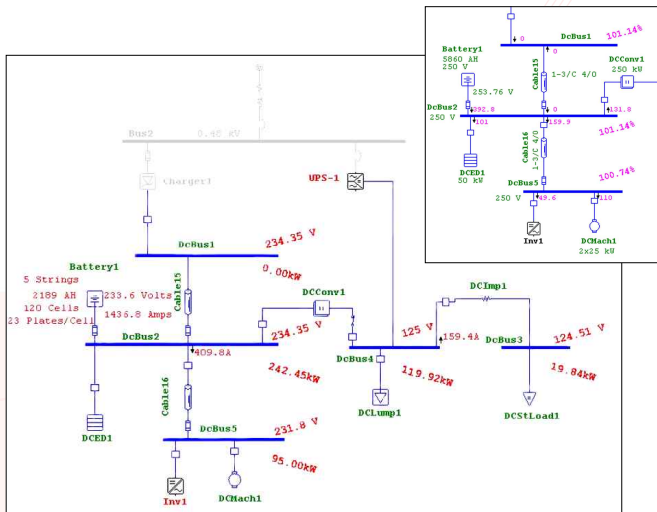 DcBus1
101.14%
0
0
Battery1
5860 AH
250 V
253.76 V
Cable15
1-3/C 4/0
DCConv1
250 kW
DcBus2
250 V
392.8
0
131.8
101
159.9
101.14%
DCED1
50 kW
Cable16
1-3/C 4/0
100.74%
DcBus5
250 V
49.6
110
Inv1
DCMach1
2x25 kW
Bus2
0.48 kV
Charger1
UPS-1
DcBus1
234.35 V
0.00kW
Battery1
5 Strings
2189 AH
233.6 Volts
120 Cells
1436.8 Amps
23 Plates/Cell
Cable15
DCConv1
DCImp1
DcBus2
234.35 V
409.8A
242.45kW
125 V
159.4A
DcBus4
119.92kW
124.51 V
DcBus3
19.84kW
Cable16
DCED1
DCLump1
DCStLoad1
DcBus5
231.8 V
95.00kW
Inv1
DCMach1